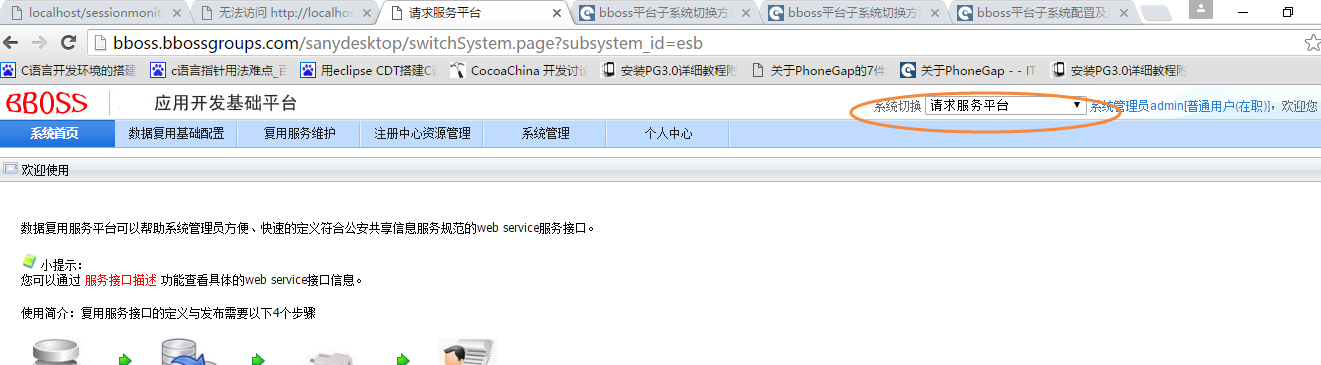 localhost/sessionmonit
无法访问 http://localhos
请求服务平台
bboss平台子系统切换方
bboss平台子系统切换方
bboss平台子系统配置及
bboss.bbossgroups.com/sanydesktop/switchSystem.page?subsystem_id=esb
C语言开发环境的搭建
c语言指针用法难点_百
用eclipse CDT搭建C
CocoaChina 开发讨论
安装PG3.0详细教程附
关于PhoneGap的7件
关于PhoneGap - - IT
安装PG3.0详细教程附
BBOSS
应用开发基础平台
系统切换 请求服务平台 系统管理员admin[普通用户(在职)]，欢迎您
系统首页 数据复用基础配置 复用服务维护 注册中心资源管理 系统管理 个人中心
欢迎使用
数据复用服务平台可以帮助系统管理员方便、快速的定义符合公安共享信息服务规范的web service服务接口。
小提示：
您可以通过 服务接口描述 功能查看具体的web service接口信息。
使用简介：复用服务接口的定义与发布需要以下4个步骤